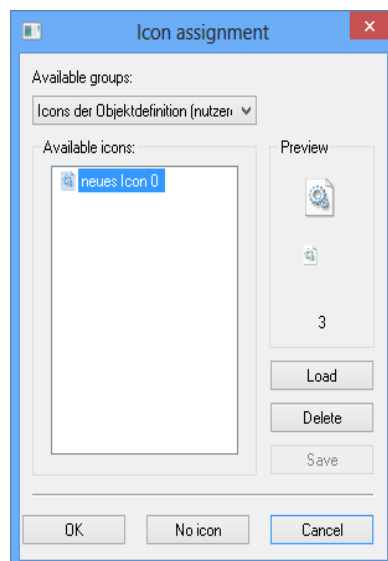 Icon assignment
Available groups:
Icons der Objektdefinition
Available icons:
Preview
neues Icon 0
3
Load
Delete
Save
OK
No icon
Cancel